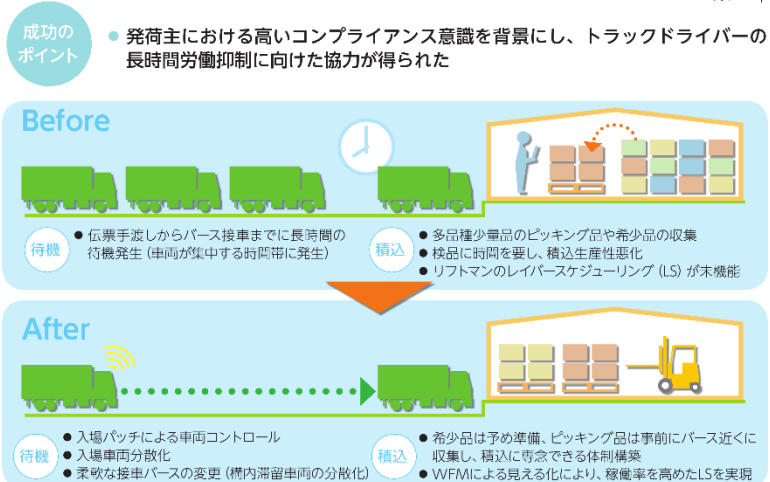 成功の
ポイント
● 発荷主における高いコンプライアンス意識を背景にし、トラックドライバーの
長時間労働抑制に向けた協力が得られた
Before
待機
● 伝票手渡しからバース接車までに長時間の
待機発生（車両が集中する時間帯に発生）
積込
● 多品種少量品のピッキング品や希少品の収集
● 検品に時間を要し、積込生産性悪化
● リフトマンのレイバースケジューリング（LS）が未機能
After
待機
● 入場パッチによる車両コントロール
● 入場車両分散化
● 柔軟な接車バースの変更（構内滞留車両の分散化）
積込
● 希少品は予め準備、ピッキング品は事前にバース近くに
収集し、積込に専念できる体制構築
● WFMによる見える化により、稼働率を高めたLSを実現